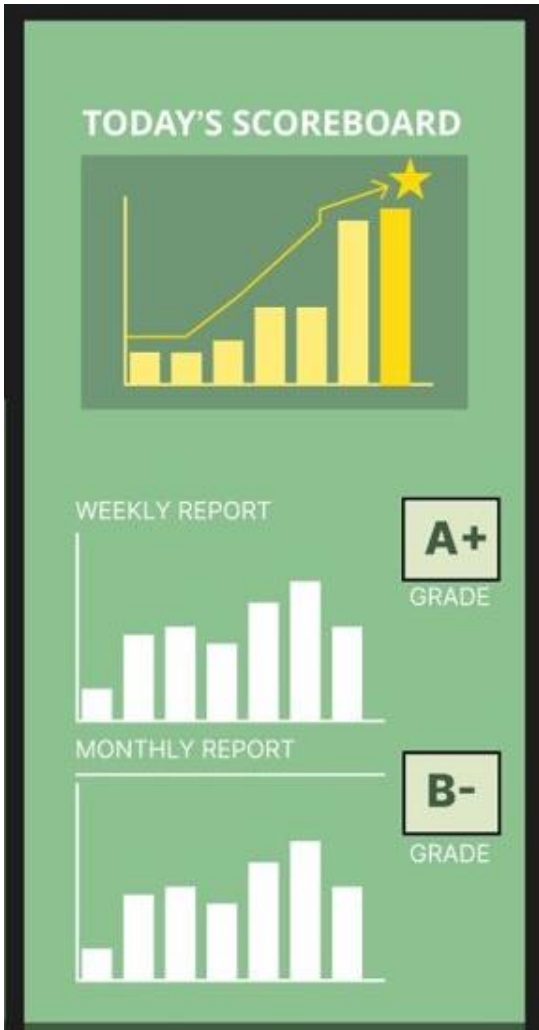 TODAY'S SCOREBOARD
WEEKLY REPORT
A+
GRADE
MONTHLY REPORT
B-
GRADE